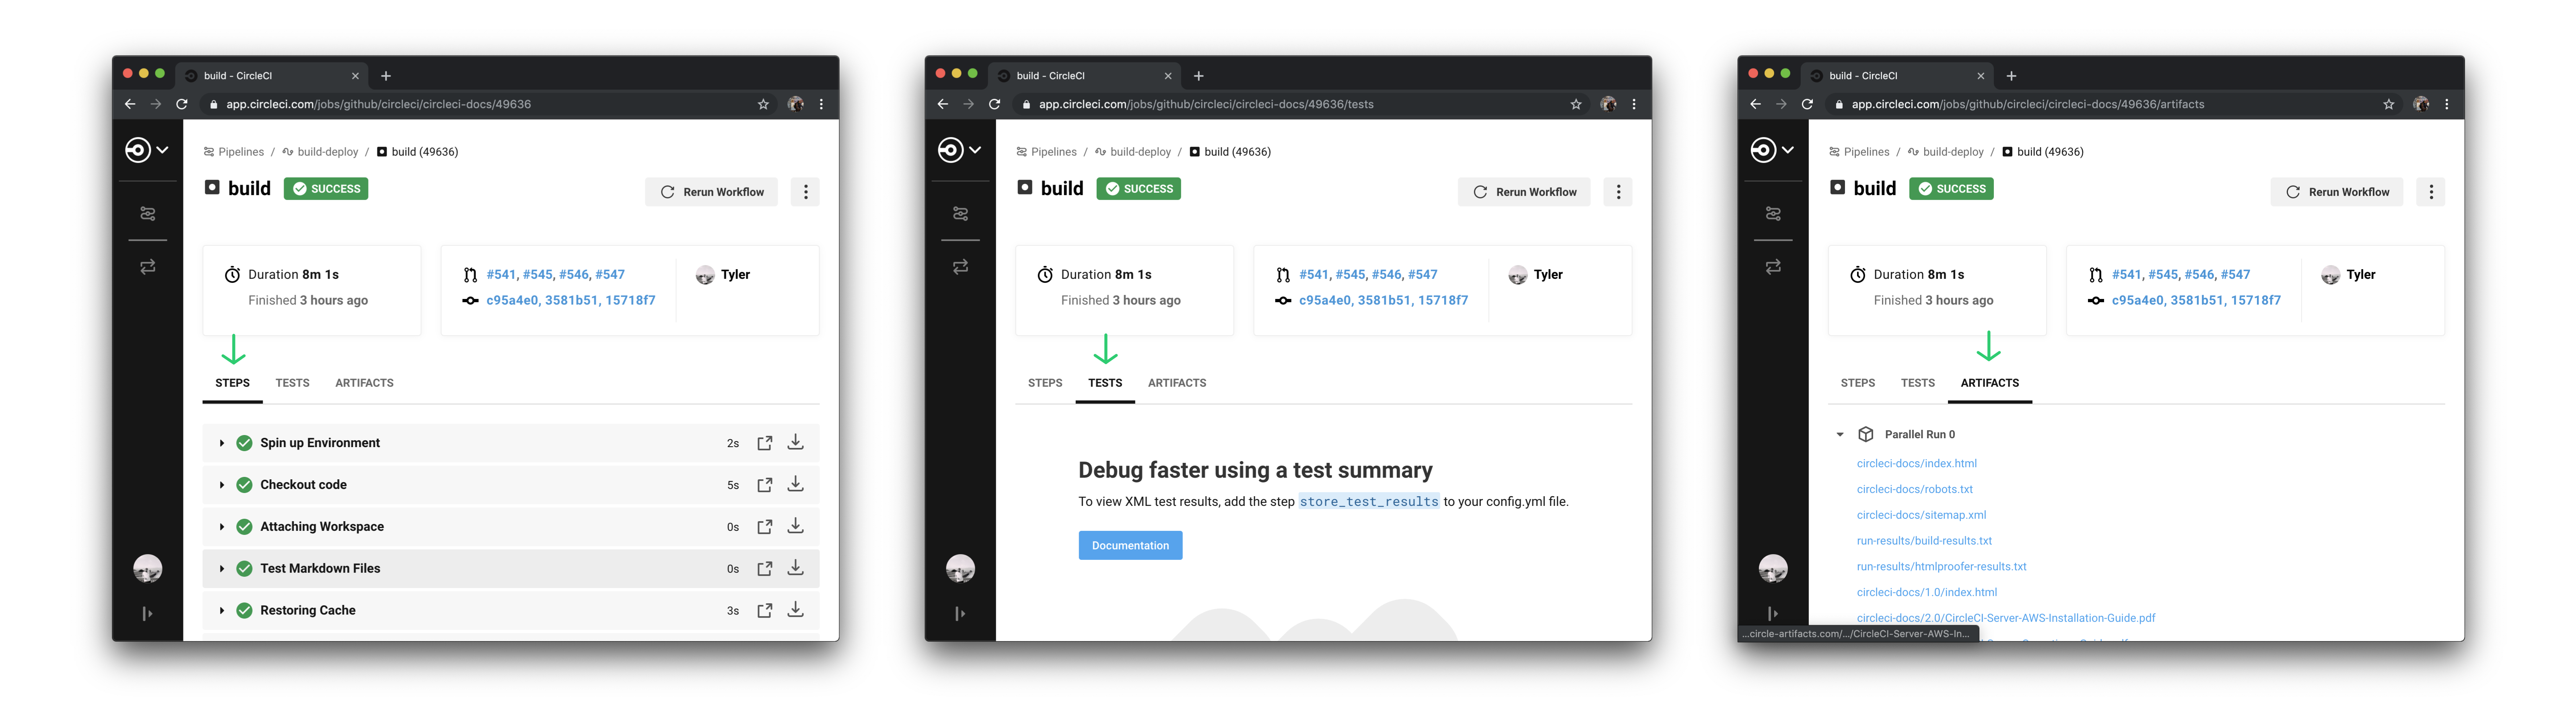 build - CircleCI
app.circleci.com/jobs/github/circleci/circleci-docs/49636
Pipelines / build-deploy / build (49636)
build SUCCESS Rerun Workflow
Duration 8m 1s
Finished 3 hours ago
#541, #545, #546, #547
c95a4e0, 3581b51, 15718f7
Tyler
STEPS TESTS ARTIFACTS
Spin up Environment 2s
Checkout code 5s
Attaching Workspace 0s
Test Markdown Files 0s
Restoring Cache 3s
build - CircleCI
app.circleci.com/jobs/github/circleci/circleci-docs/49636/tests
Pipelines / build-deploy / build (49636)
build SUCCESS Rerun Workflow
Duration 8m 1s
Finished 3 hours ago
#541, #545, #546, #547
c95a4e0, 3581b51, 15718f7
Tyler
STEPS TESTS ARTIFACTS
Debug faster using a test summary
To view XML test results, add the step store_test_results to your config.yml file.
Documentation
build - CircleCI
app.circleci.com/jobs/github/circleci/circleci-docs/49636/artifacts
Pipelines / build-deploy / build (49636)
build SUCCESS Rerun Workflow
Duration 8m 1s
Finished 3 hours ago
#541, #545, #546, #547
c95a4e0, 3581b51, 15718f7
Tyler
STEPS TESTS ARTIFACTS
Parallel Run 0
circleci-docs/index.html
circleci-docs/robots.txt
circleci-docs/sitemap.xml
run-results/build-results.txt
run-results/htmlproofer-results.txt
circleci-docs/1.0/index.html
circleci-docs/2.0/CircleCI-Server-AWS-Installation-Guide.pdf
...circle-artifacts.com/.../CircleCI-Server-AWS-In...